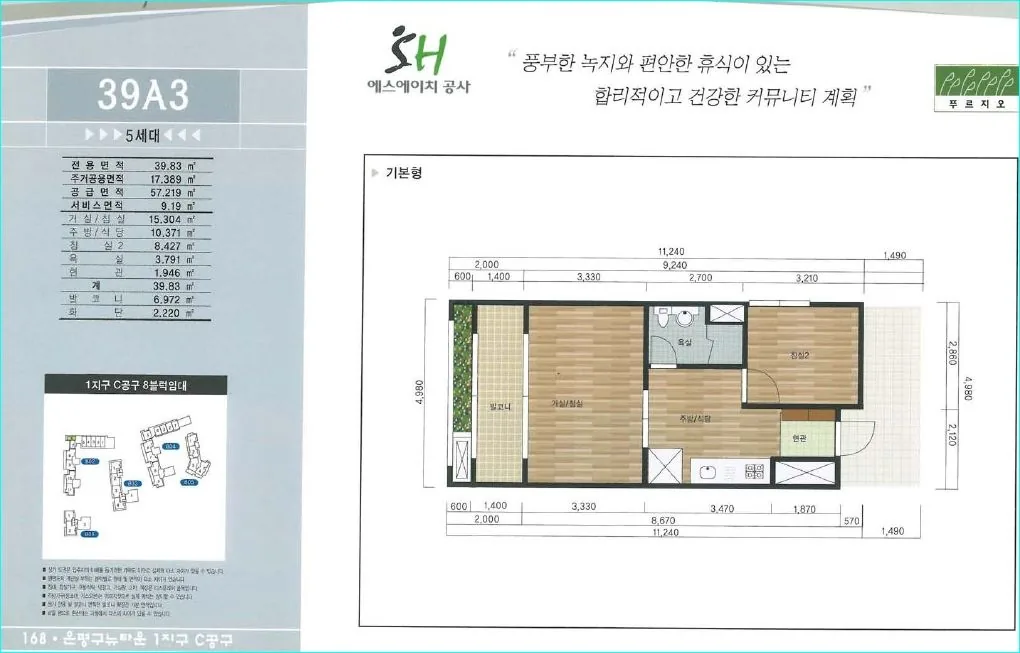 39A3
▶▶▶5세대◀◀◀
전용면적 39.83 ㎡
주거공용면적 17.389 ㎡
공급면적 57.219 ㎡
서비스면적 9.19 ㎡
거실/침실 15.304 ㎡
주방/식당 10.371 ㎡
침실2 8.427 ㎡
욕실 3.791 ㎡
현관 1.946 ㎡
계 39.83 ㎡
발코니 6.972 ㎡
화단 2.220 ㎡
1지구 C공구 8블럭임대
804
805
168 • 은평구뉴타운 1지구 C공구
SH
에스에이치 공사
“ 풍부한 녹지와 편안한 휴식이 있는
합리적이고 건강한 커뮤니티 계획 ”
푸르지오
▶ 기본형
11,240
1,490
2,000 9,240
600 1,400 3,330 2,700 3,210
4,980
욕실
침실2
발코니
거실/침실
주방/식당
현관
2,860
4,980
2,120
600 1,400 3,330 3,470 1,870
2,000 8,670 570
11,240 1,490